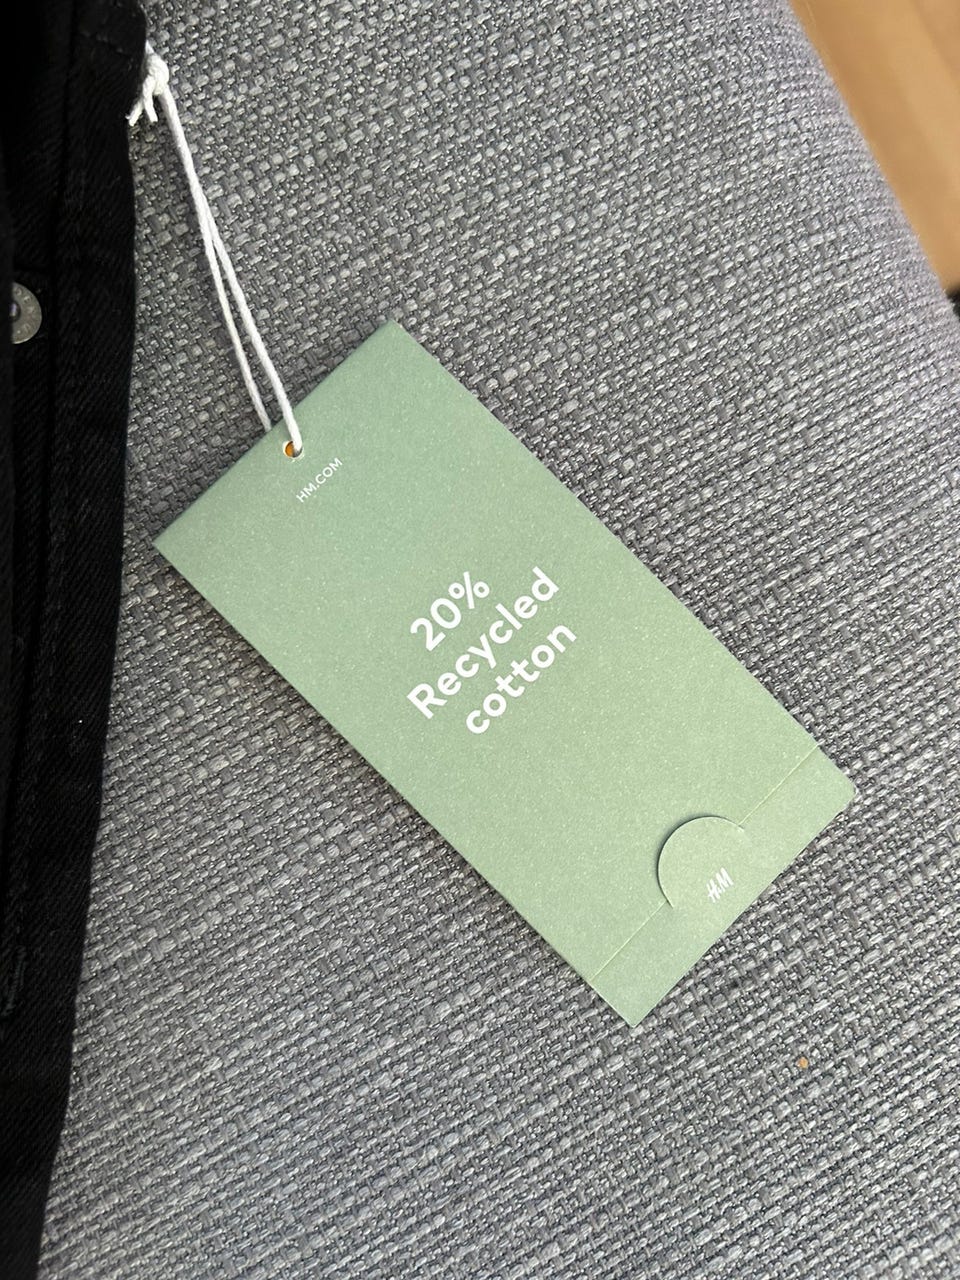 HM.COM
20%
Recycled
cotton
H&M